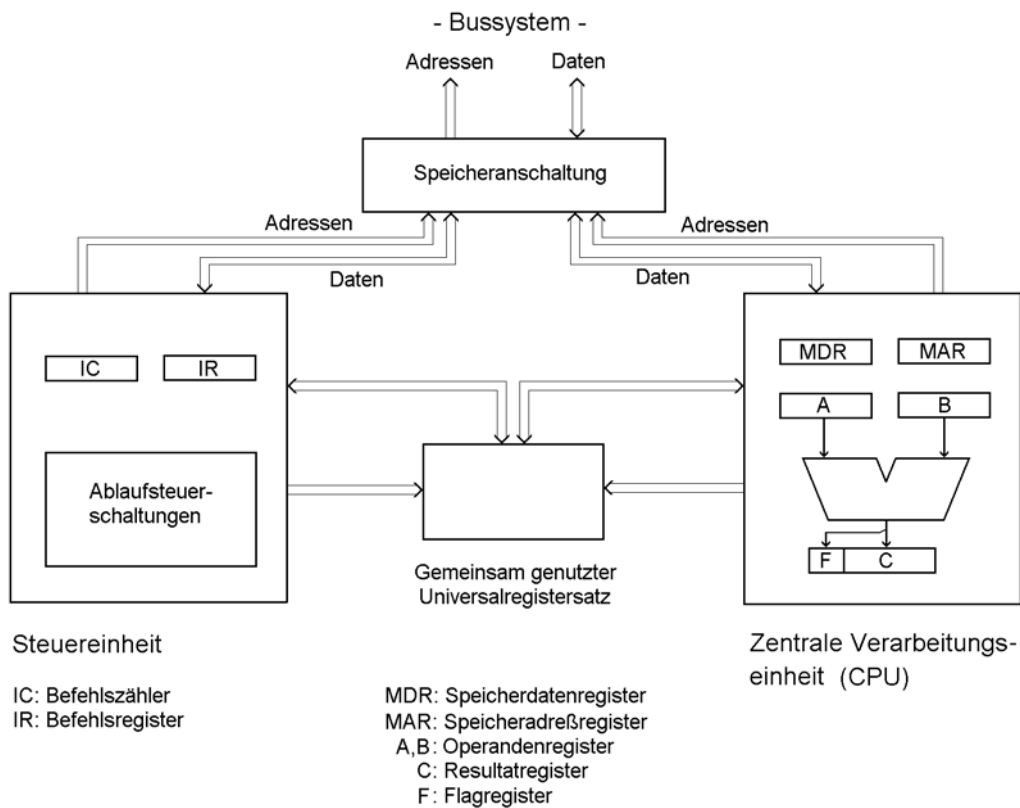 - Bussystem -
Adressen
Daten
Speicheranschaltung
Adressen
Adressen
Daten
Daten
IC
IR
MDR
MAR
A
B
Ablaufsteuer-
schaltungen
F
C
Gemeinsam genutzter
Universalregistersatz
Steuereinheit
Zentrale Verarbeitungs-
einheit (CPU)
IC: Befehlszähler
IR: Befehlsregister
MDR: Speicherdatenregister
MAR: Speicheradreßregister
A,B: Operandenregister
C: Resultatregister
F: Flagregister